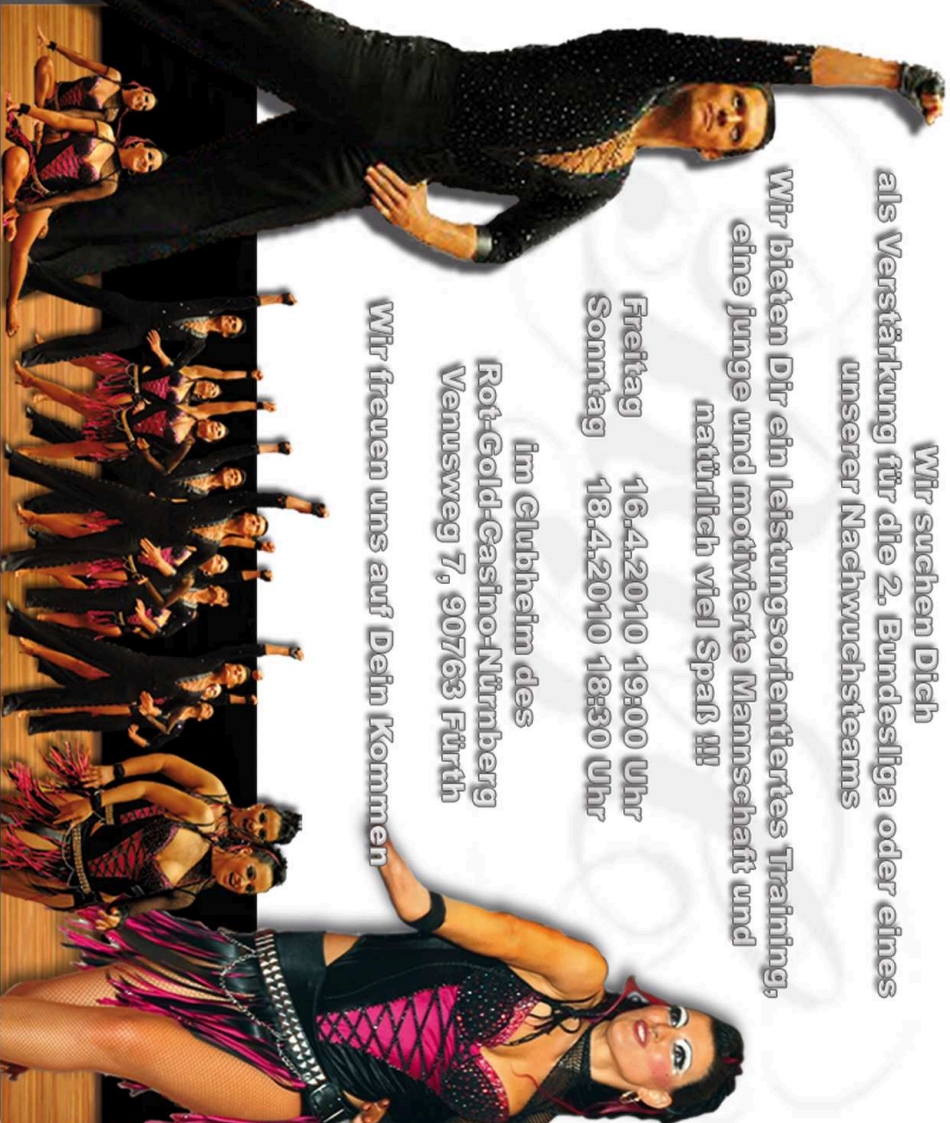 Wir suchen Dich
als Verstärkung für die 2. Bundesliga oder eines
unserer Nachwuchsteams
Wir bieten Dir ein leistungsorientiertes Training,
eine junge und motivierte Mannschaft und
natürlich viel Spaß !!!
Freitag 16.4.2010 19:00 Uhr
Sonntag 18.4.2010 18:30 Uhr
im Clubheim des
Rot-Gold-Casino-Nürnberg
Venusweg 7, 90763 Fürth
Wir freuen uns auf Dein Kommen